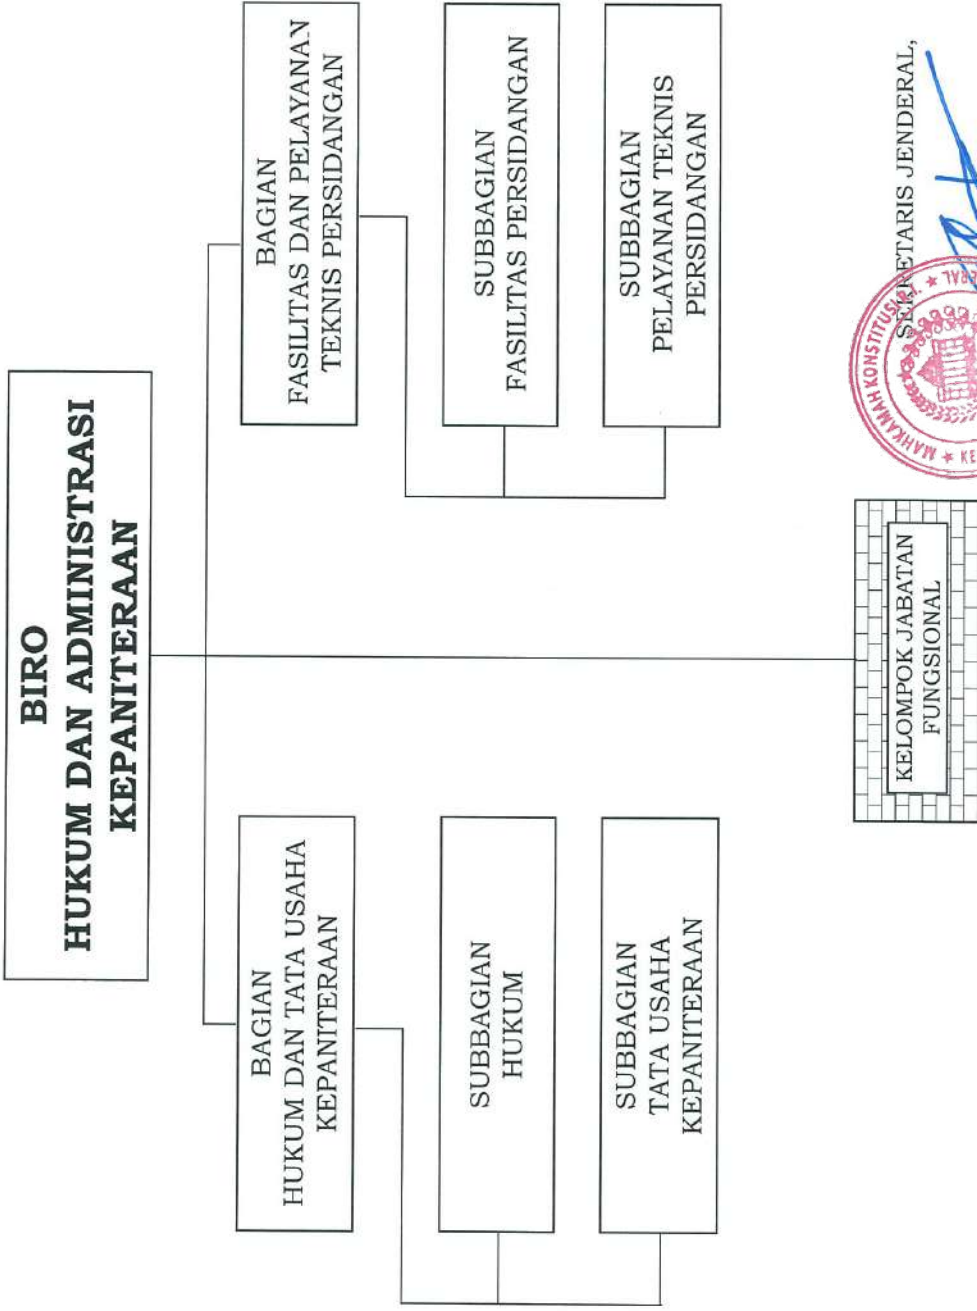 BIRO
HUKUM DAN ADMINISTRASI
KEPANITERAAN
BAGIAN
HUKUM DAN TATA USAHA
KEPANITERAAN
SUBBAGIAN
HUKUM
SUBBAGIAN
TATA USAHA
KEPANITERAAN
BAGIAN
FASILITAS DAN PELAYANAN
TEKNIS PERSIDANGAN
SUBBAGIAN
FASILITAS PERSIDANGAN
SUBBAGIAN
PELAYANAN TEKNIS
PERSIDANGAN
KELOMPOK JABATAN
FUNGSIONAL
SEKRETARIS JENDERAL,
MAHKAMAH KONSTITUSI R.I.